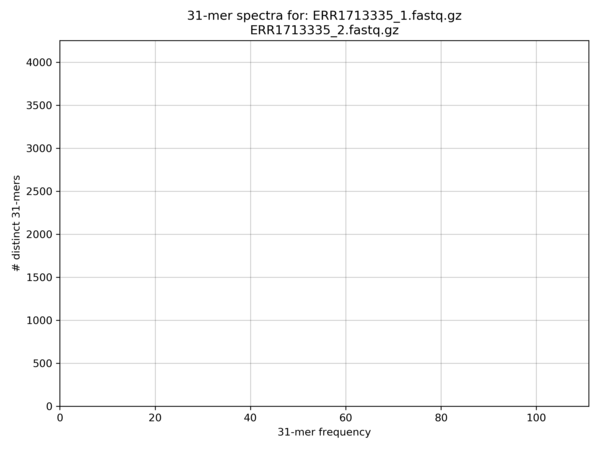 31-mer spectra for: ERR1713335_1.fastq.gz
ERR1713335_2.fastq.gz
# distinct 31-mers
4000
3500
3000
2500
2000
1500
1000
500
0
0 20 40 60 80 100
31-mer frequency